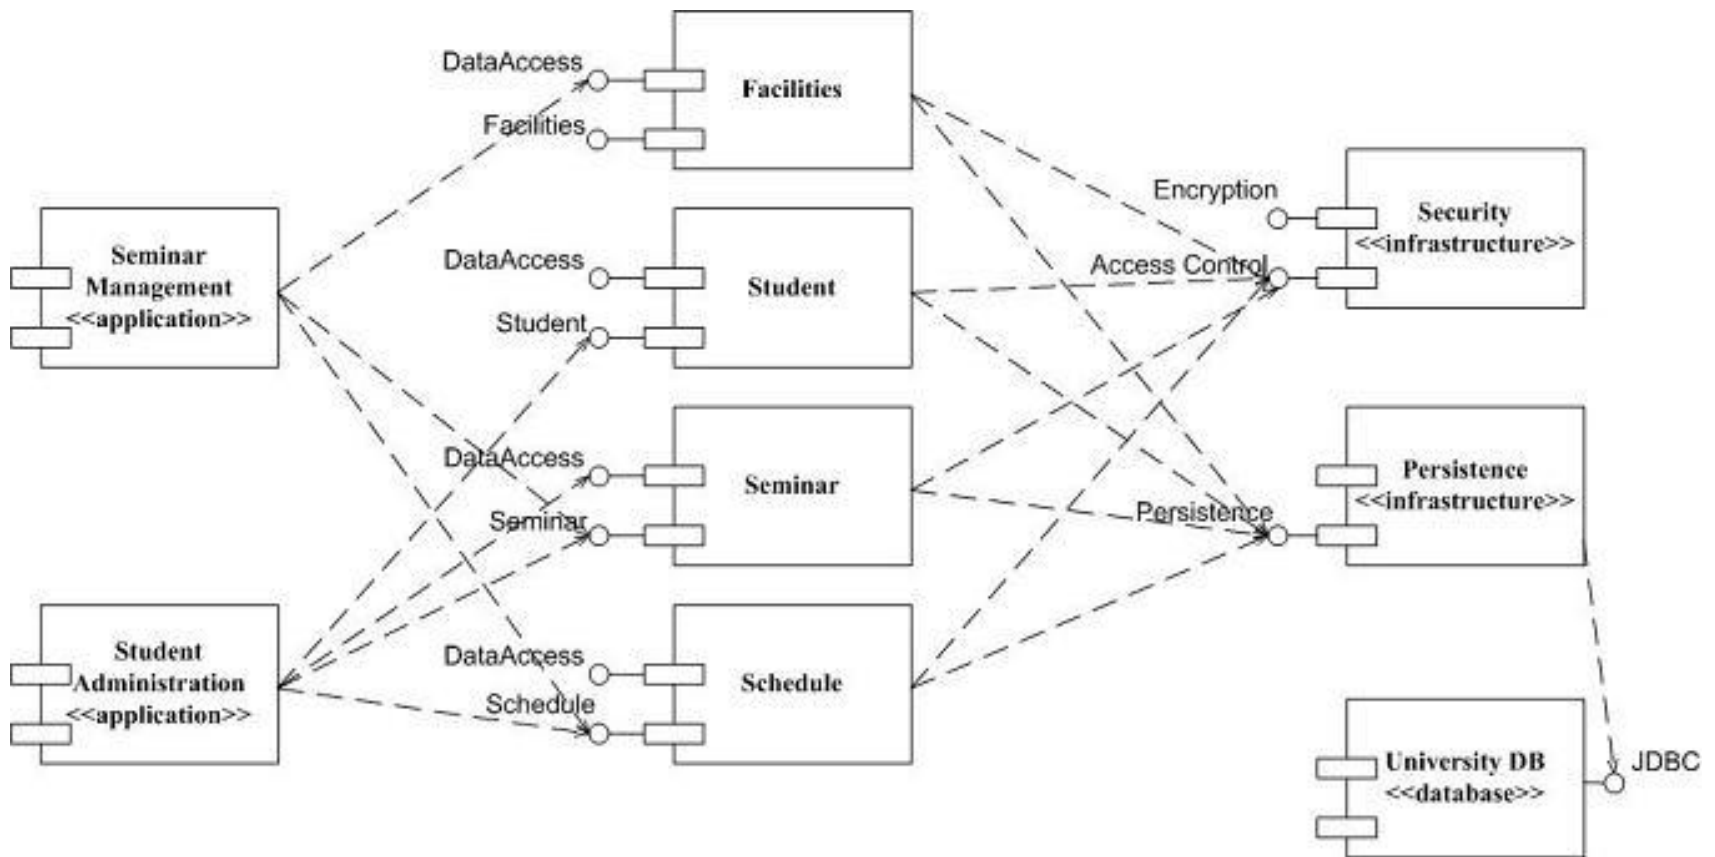 DataAccess
Facilities
Facilities
Encryption
Security
<<infrastructure>>
Access Control
Seminar
Management
<<application>>
DataAccess
Student
Student
DataAccess
Seminar
Seminar
Persistence
<<infrastructure>>
Persistence
Student
Administration
<<application>>
DataAccess
Schedule
Schedule
University DB
<<database>>
JDBC